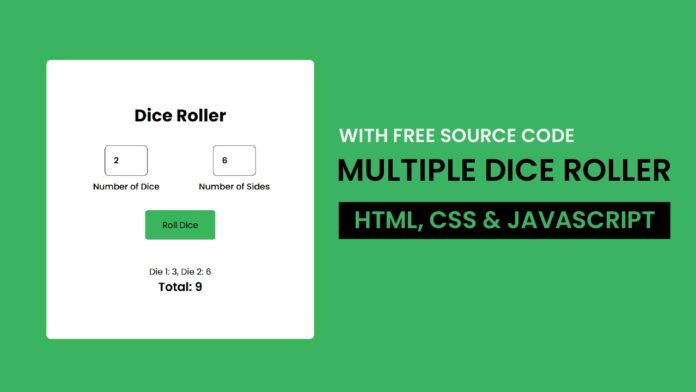 Dice Roller
2
6
Number of Dice
Number of Sides
Roll Dice
Die 1: 3, Die 2: 6
Total: 9
WITH FREE SOURCE CODE
MULTIPLE DICE ROLLER
HTML, CSS & JAVASCRIPT